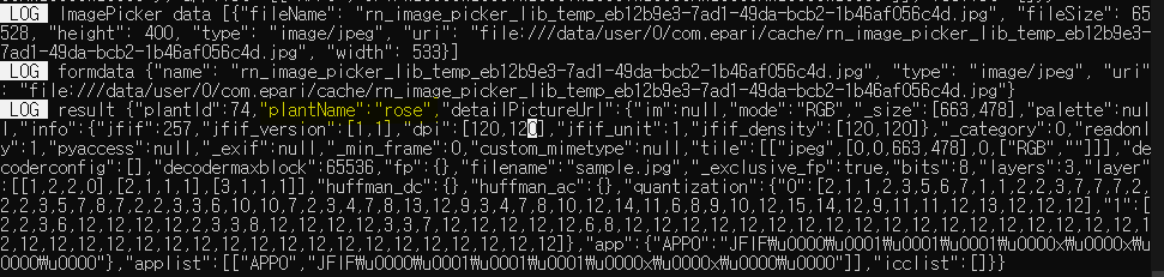 LOG  ImagePicker data [{"fileName": "rn_image_picker_lib_temp_eb12b9e3-7ad1-49da-bcb2-1b46af056c4d.jpg", "fileSize": 65
528, "height": 400, "type": "image/jpeg", "uri": "file:///data/user/0/com.epari/cache/rn_image_picker_lib_temp_eb12b9e3-
7ad1-49da-bcb2-1b46af056c4d.jpg", "width": 533}]
LOG  formdata {"name": "rn_image_picker_lib_temp_eb12b9e3-7ad1-49da-bcb2-1b46af056c4d.jpg", "type": "image/jpeg", "uri"
: "file:///data/user/0/com.epari/cache/rn_image_picker_lib_temp_eb12b9e3-7ad1-49da-bcb2-1b46af056c4d.jpg"}
LOG  result {"plantId":74,"plantName":"rose","detailPictureUrl":{"im":null,"mode":"RGB","_size":[663,478],"palette":nul
l,"info":{"jfif":257,"jfif_version":[1,1],"dpi":[120,120],"jfif_unit":1,"jfif_density":[120,120]},"_category":0,"readonl
y":1,"pyaccess":null,"_exif":null,"_min_frame":0,"custom_mimetype":null,"tile":[["jpeg",[0,0,663,478],0,["RGB",""]]],"de
coderconfig":[],"decodermaxblock":65536,"fp":{},"filename":"sample.jpg","_exclusive_fp":true,"bits":8,"layers":3,"layer"
:[[1,2,2,0],[2,1,1,1],[3,1,1,1]],"huffman_dc":{},"huffman_ac":{},"quantization":{"0":[2,1,1,2,3,5,6,7,1,1,2,2,3,7,7,7,2,
2,2,3,5,7,8,7,2,2,3,3,6,10,10,7,2,3,4,7,8,13,12,9,3,4,7,8,10,12,14,11,6,8,9,10,12,15,14,12,9,11,11,12,13,12,12,12],"1":[
2,2,3,6,12,12,12,12,2,3,3,8,12,12,12,12,3,3,7,12,12,12,12,12,6,8,12,12,12,12,12,12,12,12,12,12,12,12,12,12,12,12,12,12,1
2,12,12,12,12,12,12,12,12,12,12,12,12,12,12,12,12,12,12,12]},"app":{"APP0":"JFIF₩u0000₩u0001₩u0001₩u0001₩u0000x₩u0000x₩u
0000₩u0000"},"applist":[["APP0","JFIF₩u0000₩u0001₩u0001₩u0001₩u0000x₩u0000x₩u0000₩u0000"]],"icclist":[]}}